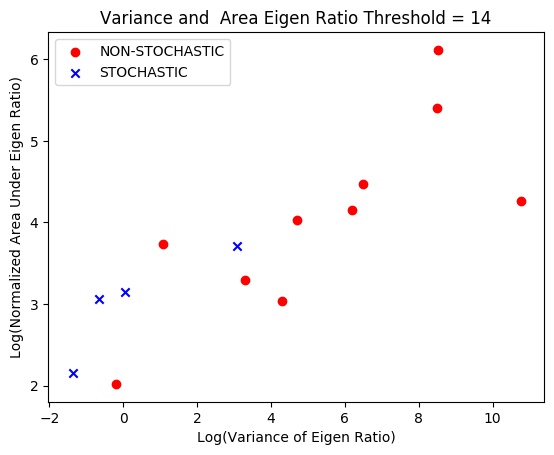 Variance and  Area Eigen Ratio Threshold = 14
NON-STOCHASTIC
STOCHASTIC
Log(Normalized Area Under Eigen Ratio)
6
5
4
3
2
−2
0
2
4
6
8
10
Log(Variance of Eigen Ratio)